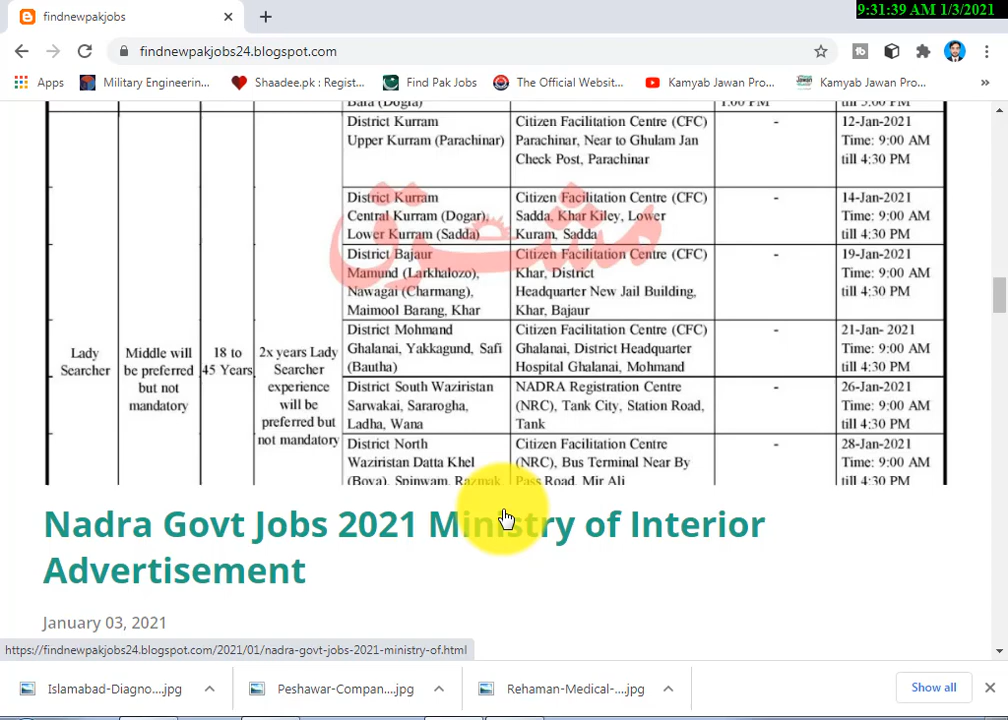 findnewpakjobs
9:31:39 AM 1/3/2021
findnewpakjobs24.blogspot.com
Apps
Military Engineerin...
Shaadee.pk : Regist...
Find Pak Jobs
The Official Websit...
Kamyab Jawan Pro...
Kamyab Jawan Pro...
»
Bara (Dogra)
1:00 PM
till 5:00 PM
Lady
Searcher
Middle will
be preferred
but not
mandatory
18 to
45 Years
2x years Lady
Searcher
experience
will be
preferred but
not mandatory
District Kurram
Upper Kurram (Parachinar)
Citizen Facilitation Centre (CFC)
Parachinar, Near to Ghulam Jan
Check Post, Parachinar
-
12-Jan-2021
Time: 9:00 AM
till 4:30 PM
District Kurram
Central Kurram (Dogar),
Lower Kurram (Sadda)
Citizen Facilitation Centre (CFC)
Sadda, Khar Kiley, Lower
Kuram, Sadda
-
14-Jan-2021
Time: 9:00 AM
till 4:30 PM
District Bajaur
Mamund (Larkhalozo),
Nawagai (Charmang),
Maimool Barang, Khar
Citizen Facilitation Centre (CFC)
Khar, District
Headquarter New Jail Building,
Khar, Bajaur
-
19-Jan-2021
Time: 9:00 AM
till 4:30 PM
District Mohmand
Ghalanai, Yakkagund, Safi
(Bautha)
Citizen Facilitation Centre (CFC)
Ghalanai, District Headquarter
Hospital Ghalanai, Mohmand
-
21-Jan- 2021
Time: 9:00 AM
till 4:30 PM
District South Waziristan
Sarwakai, Sararogha,
Ladha, Wana
NADRA Registration Centre
(NRC), Tank City, Station Road,
Tank
-
26-Jan-2021
Time: 9:00 AM
till 4:30 PM
District North
Waziristan Datta Khel
(Boya), Spinwam, Razmak
Citizen Facilitation Centre
(NRC), Bus Terminal Near By
Pass Road, Mir Ali
-
28-Jan-2021
Time: 9:00 AM
till 4:30 PM
مشرق
Nadra Govt Jobs 2021 Ministry of Interior
Advertisement
January 03, 2021
https://findnewpakjobs24.blogspot.com/2021/01/nadra-govt-jobs-2021-ministry-of.html
Islamabad-Diagno....jpg
Peshawar-Compan....jpg
Rehaman-Medical-....jpg
Show all